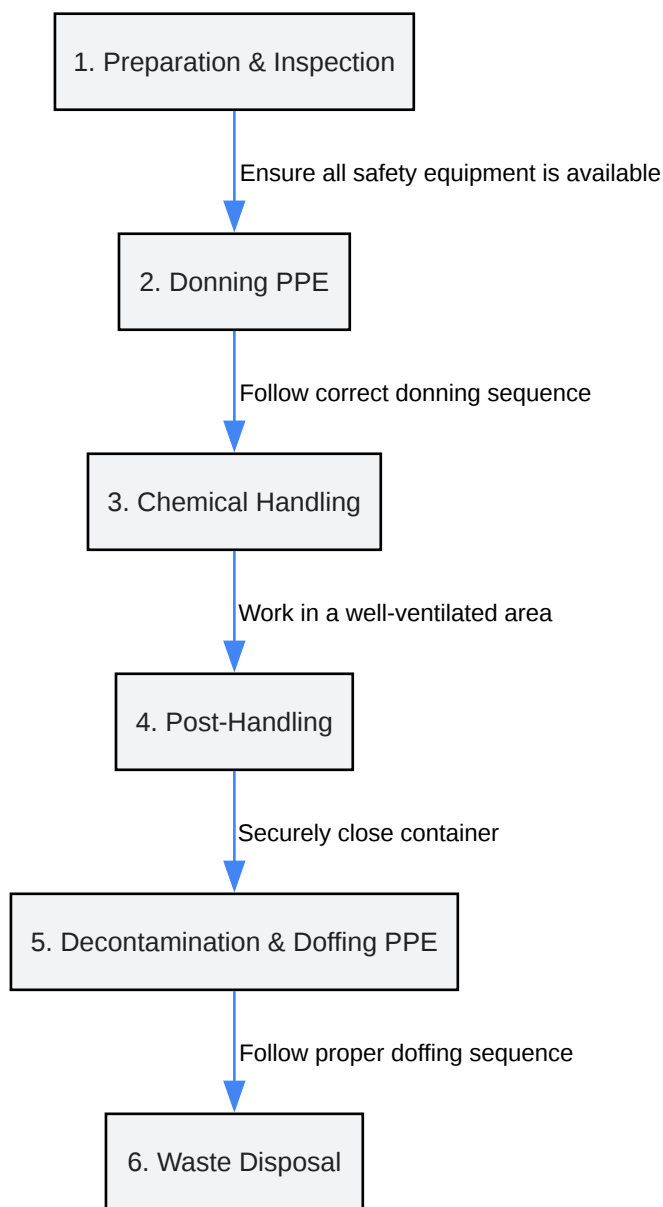 1. Preparation & Inspection
Ensure all safety equipment is available
2. Donning PPE
Follow correct donning sequence
3. Chemical Handling
Work in a well-ventilated area
4. Post-Handling
Securely close container
5. Decontamination & Doffing PPE
Follow proper doffing sequence
6. Waste Disposal